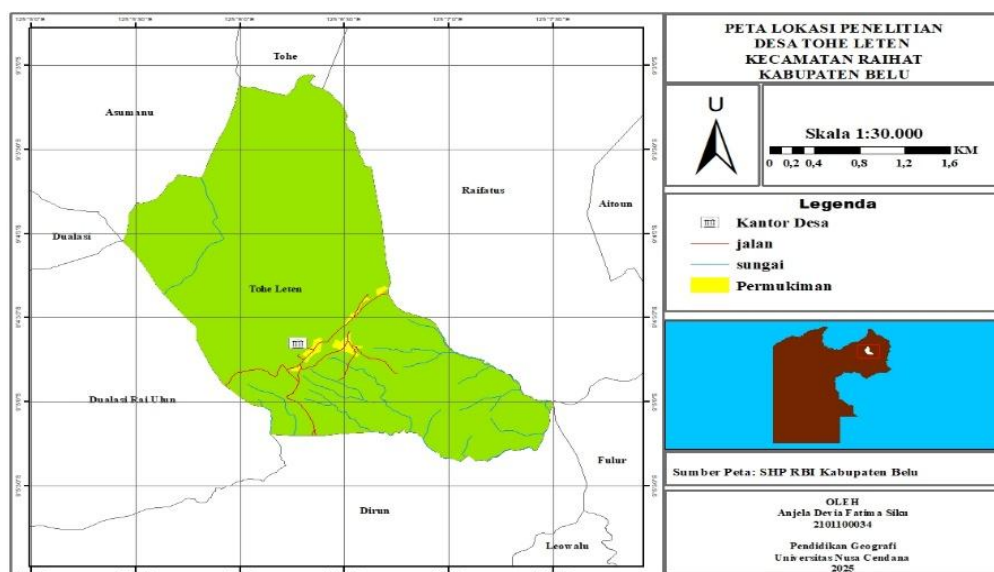 PETA LOKASI PENELITIAN
DESA TOHE LETEN
KECAMATAN RAIHAT
KABUPATEN BELU
U
Skala 1:30.000
KM
0 0,2 0,4 0,8 1,2 1,6
Legenda
Kantor Desa
jalan
sungai
Permukiman
Sumber Peta: SHP RBI Kabupaten Belu
OLEH
Anjela Devia Fatima Siku
2101100034
Pendidikan Geografi
Universitas Nusa Cendana
2025
Tohe
Asumanu
Raifatus
Aitoun
Dualasi
Tohe Leten
Dualasi Rai Ulun
Fulur
Dirun
Leowalu